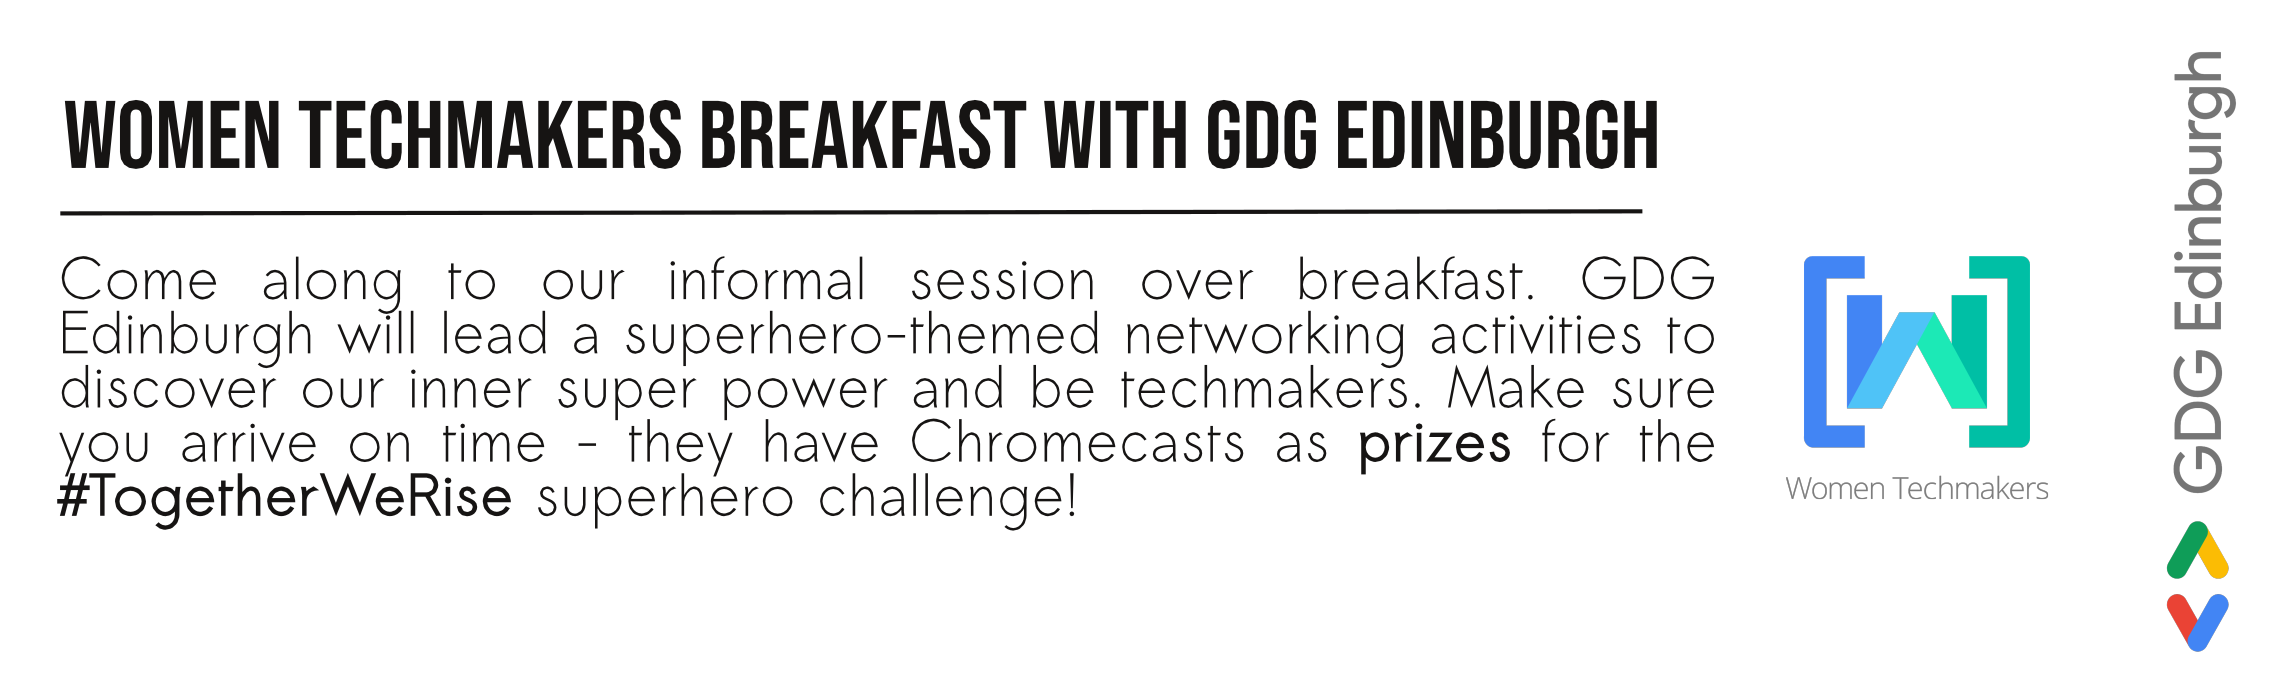 WOMEN TECHMAKERS BREAKFAST WITH GDG EDINBURGH
Come along to our informal session over breakfast. GDG
Edinburgh will lead a superhero-themed networking activities to
discover our inner super power and be techmakers. Make sure
you arrive on time - they have Chromecasts as prizes for the
#TogetherWeRise superhero challenge!
Women Techmakers
GDG Edinburgh